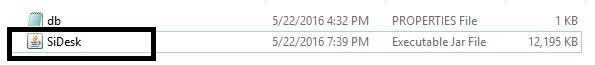 db 5/22/2016 4:32 PM PROPERTIES File 1 KB
SiDesk 5/22/2016 7:39 PM Executable Jar File 12,195 KB